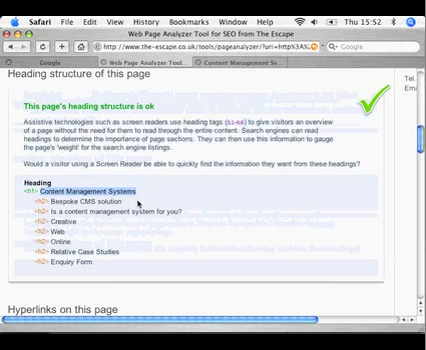 Safari File Edit View History Bookmarks Window Help Thu 15:52
Web Page Analyzer Tool for SEO from The Escape
http://www.the-escape.co.uk/tools/pageanalyzer/?uri=http%3A% Google
Google Web Page Analyzer Tool... Content Management Sy...
Heading structure of this page
Tel.
Ema
This page's heading structure is ok
Assistive technologies such as screen readers use heading tags (h1-h6) to give visitors an overview
of a page without the need for them to read through the entire content. Search engines can read
headings to determine the importance of page sections. They can then use this information to gauge
the page's 'weight' for the search engine listings.
Would a visitor using a Screen Reader be able to quickly find the information they want from these headings?
Heading
<h1> Content Management Systems
<h2> Bespoke CMS solution
<h2> Is a content management system for you?
<h2> Creative
<h2> Web
<h2> Online
<h2> Relative Case Studies
<h2> Enquiry Form
Hyperlinks on this page